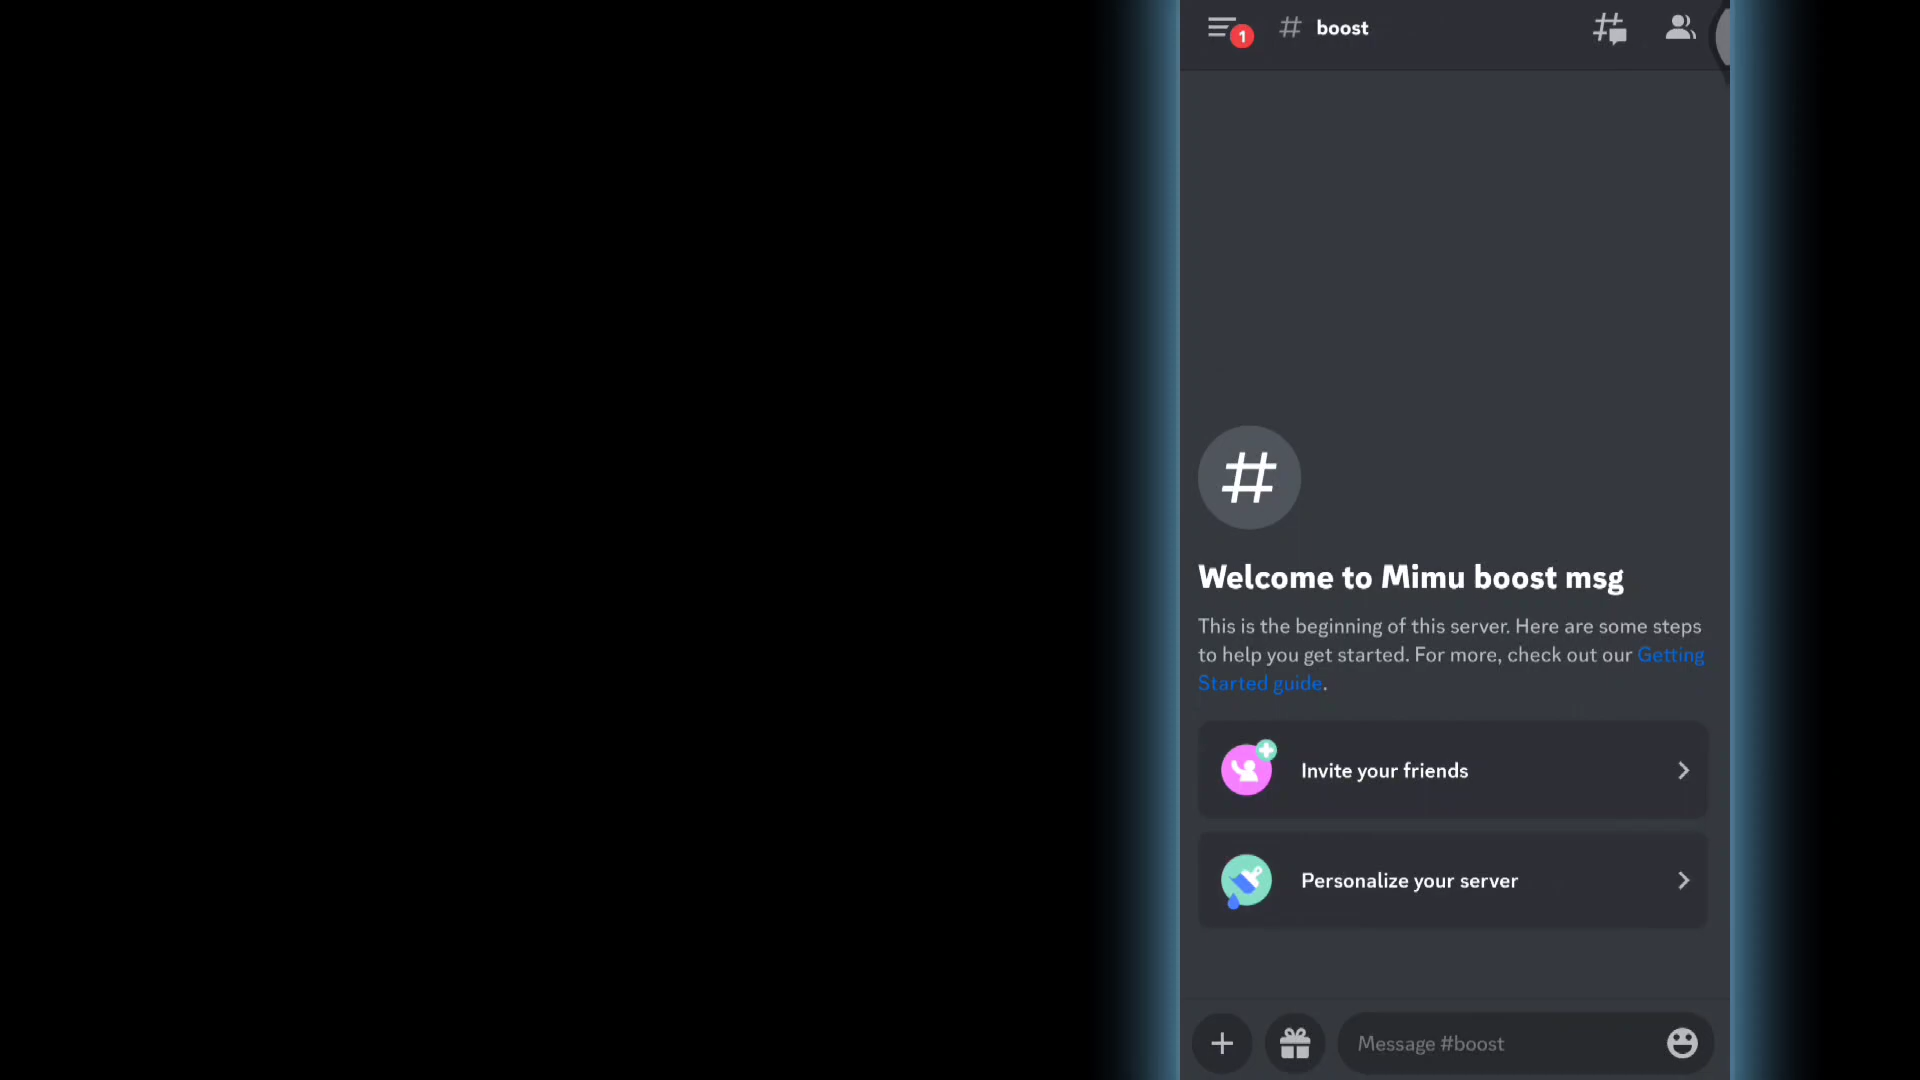 1
boost
Welcome to Mimu boost msg
This is the beginning of this server. Here are some steps
to help you get started. For more, check out our Getting
Started guide.
Invite your friends
Personalize your server
Message #boost